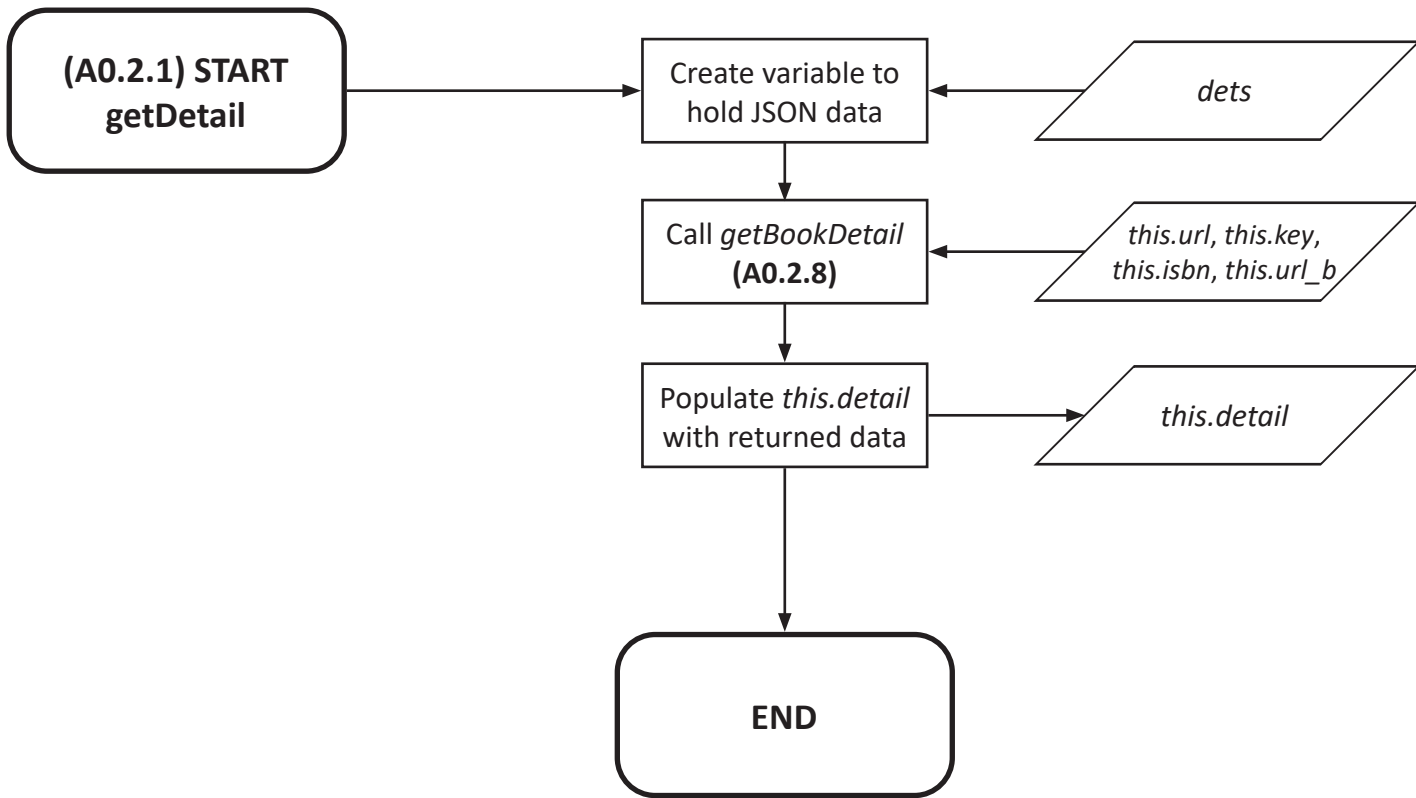 (A0.2.1) START
getDetail
Create variable to
hold JSON data
dets
Call getBookDetail
(A0.2.8)
this.url, this.key,
this.isbn, this.url_b
Populate this.detail
with returned data
this.detail
END